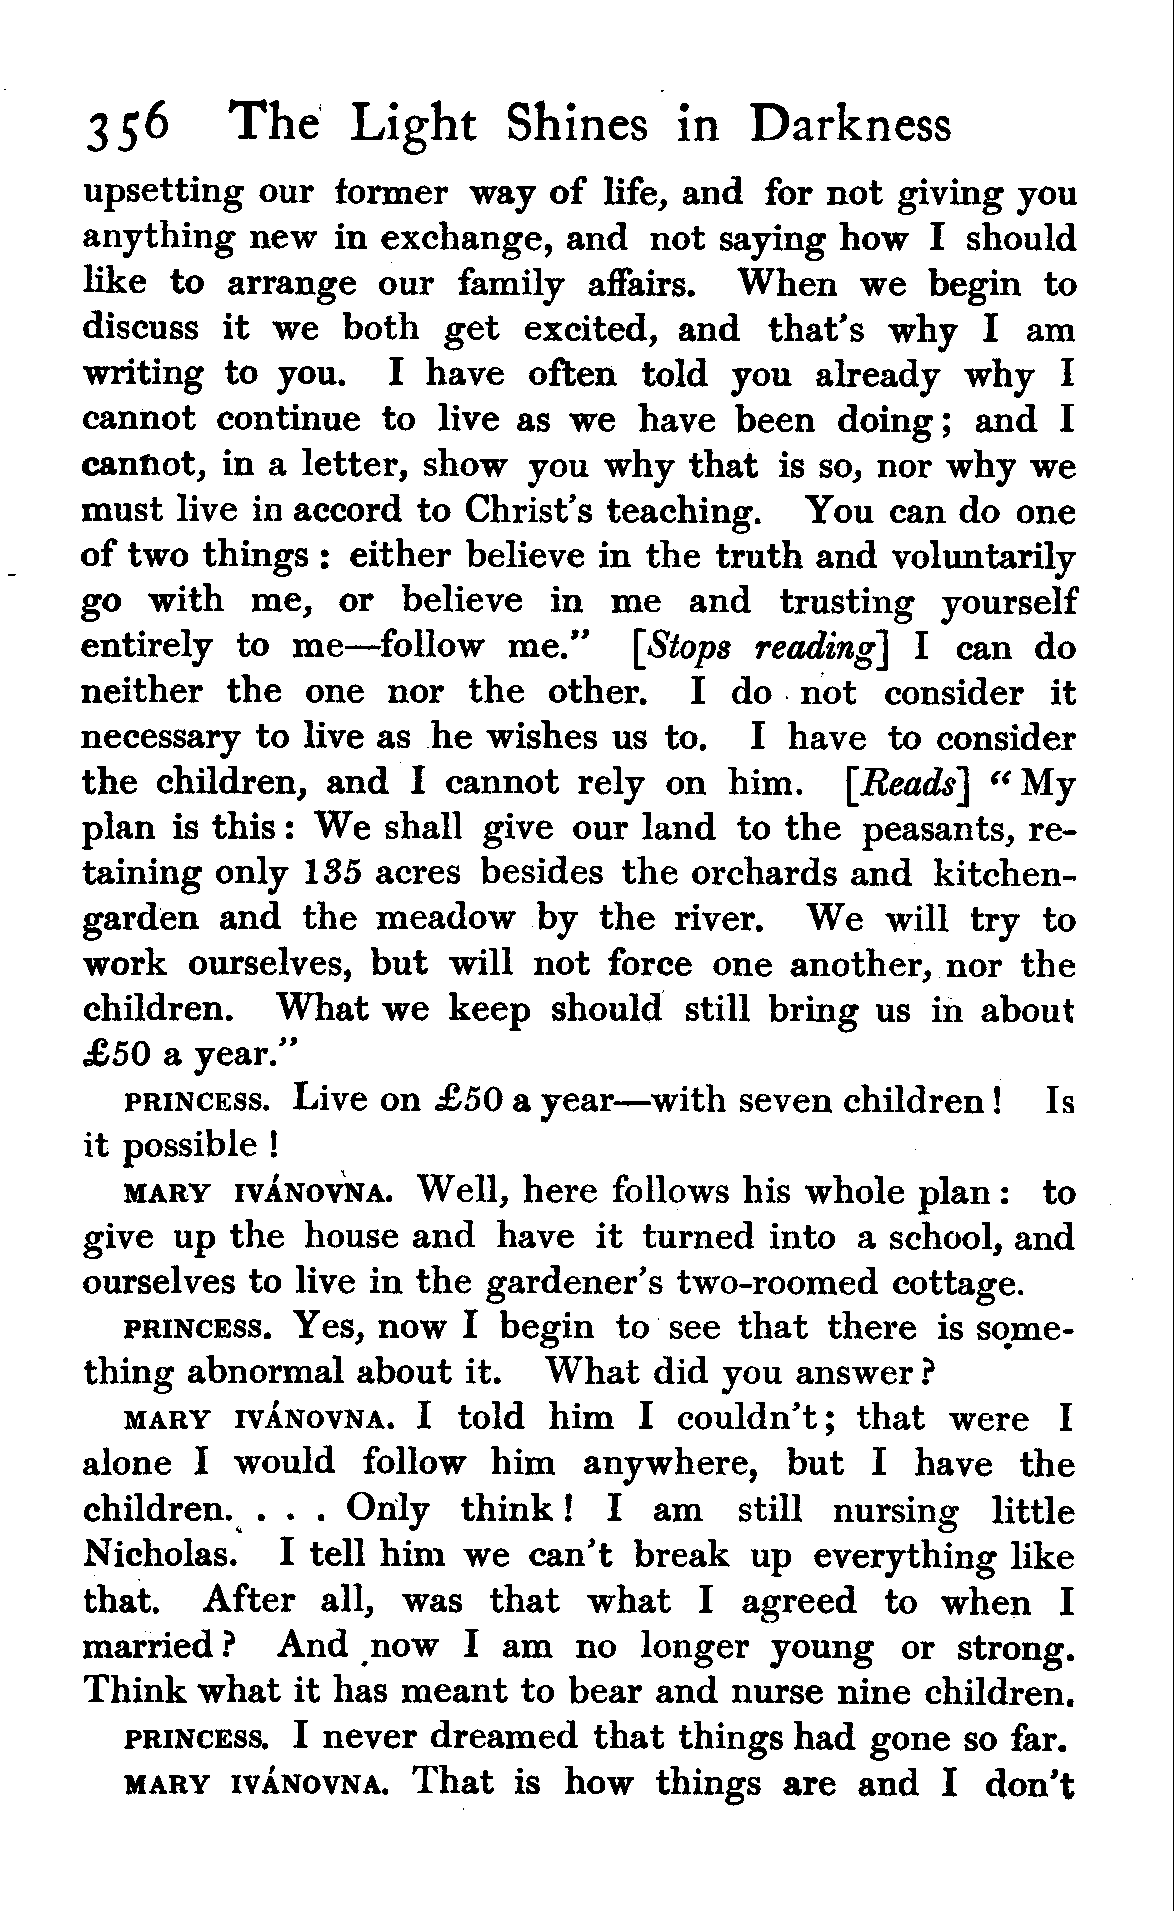 356 The Light Shines in Darkness
upsetting our former way of life, and for not giving you
anything new in exchange, and not saying how I should
like to arrange our family affairs. When we begin to
discuss it we both get excited, and that's why I am
writing to you. I have often told you already why I
cannot continue to live as we have been doing; and I
cannot, in a letter, show you why that is so, nor why we
must live in accord to Christ's teaching. You can do one
of two things: either believe in the truth and voluntarily
go with me, or believe in me and trusting yourself
entirely to me—follow me." [Stops reading] I can do
neither the one nor the other. I do not consider it
necessary to live as he wishes us to. I have to consider
the children, and I cannot rely on him. [Reads] "My
plan is this: We shall give our land to the peasants, re-
taining only 135 acres besides the orchards and kitchen-
garden and the meadow by the river. We will try to
work ourselves, but will not force one another, nor the
children. What we keep should still bring us in about
£50 a year."
PRINCESS. Live on £50 a year—with seven children! Is
it possible!
MARY IVÁNOVNA. Well, here follows his whole plan: to
give up the house and have it turned into a school, and
ourselves to live in the gardener's two-roomed cottage.
PRINCESS. Yes, now I begin to see that there is some-
thing abnormal about it. What did you answer?
MARY IVÁNOVNA. I told him I couldn't; that were I
alone I would follow him anywhere, but I have the
children. . . . Only think! I am still nursing little
Nicholas. I tell him we can't break up everything like
that. After all, was that what I agreed to when I
married? And now I am no longer young or strong.
Think what it has meant to bear and nurse nine children.
PRINCESS. I never dreamed that things had gone so far.
MARY IVÁNOVNA. That is how things are and I don't